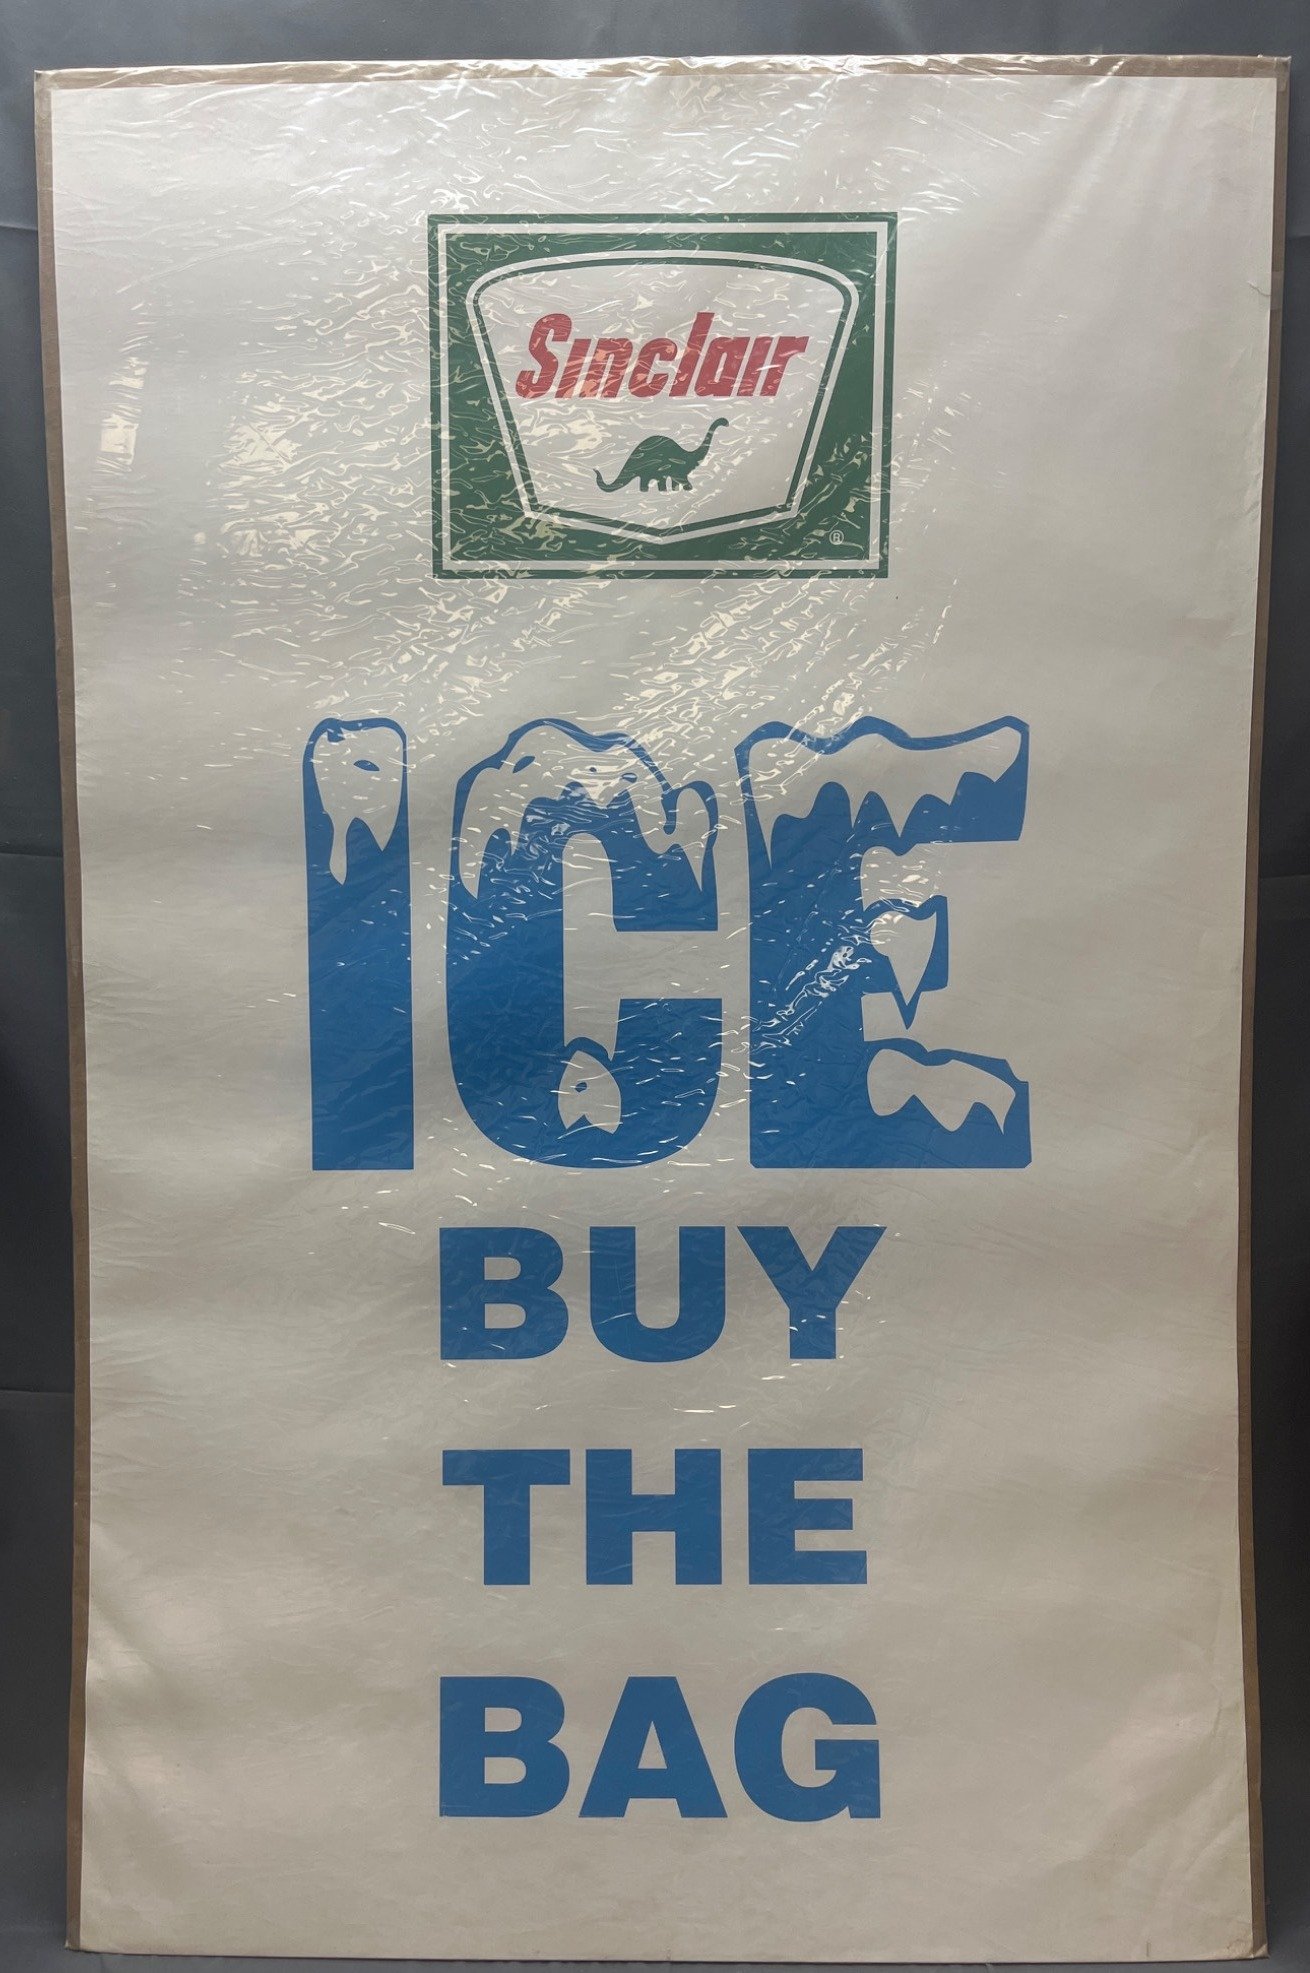 Sinclair
®
ICE
BUY
THE
BAG